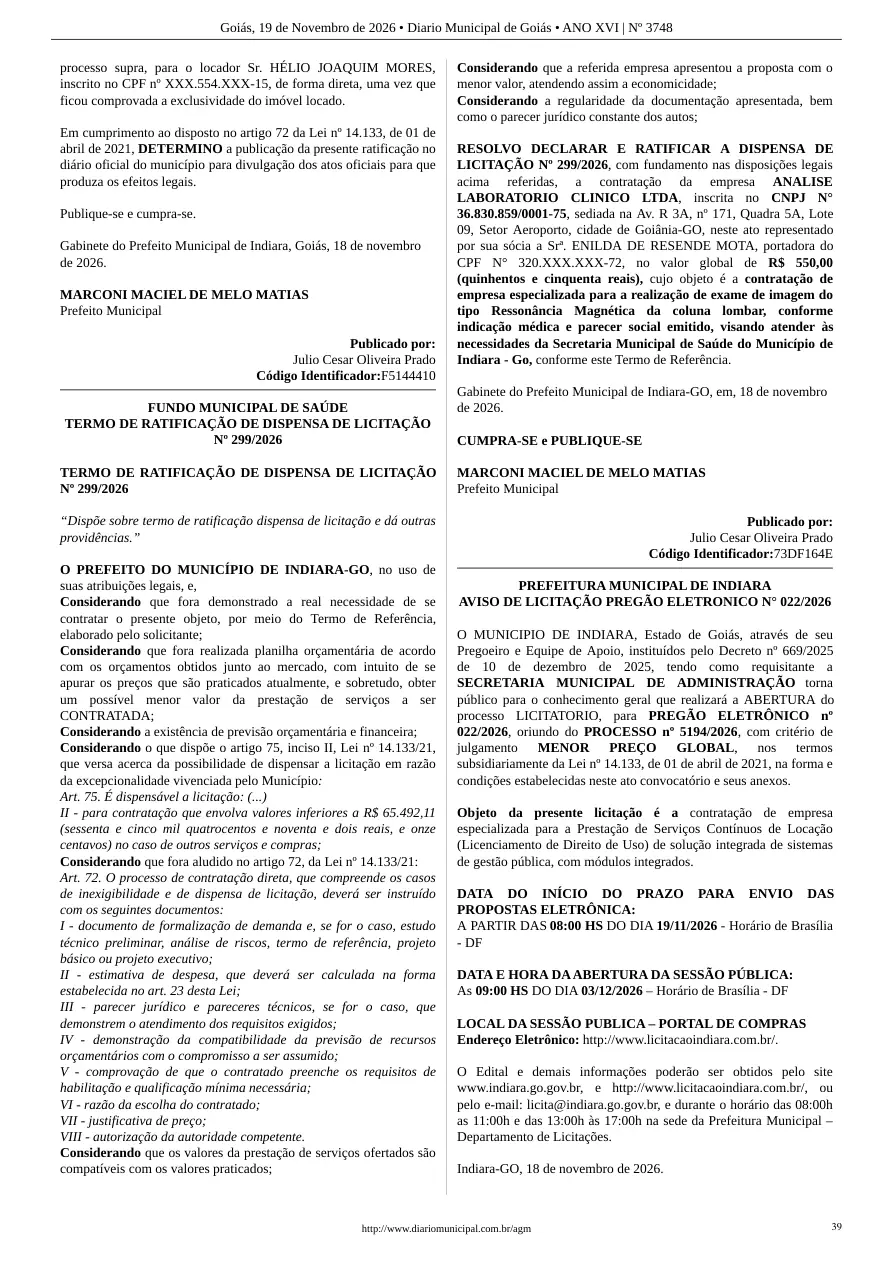 Goiás, 19 de Novembro de 2026 • Diario Municipal de Goiás • ANO XVI | Nº 3748
processo supra, para o locador Sr. HÉLIO JOAQUIM MORES,
inscrito no CPF nº XXX.554.XXX-15, de forma direta, uma vez que
ficou comprovada a exclusividade do imóvel locado.
Em cumprimento ao disposto no artigo 72 da Lei nº 14.133, de 01 de
abril de 2021, DETERMINO a publicação da presente ratificação no
diário oficial do município para divulgação dos atos oficiais para que
produza os efeitos legais.
Publique-se e cumpra-se.
Gabinete do Prefeito Municipal de Indiara, Goiás, 18 de novembro
de 2026.
MARCONI MACIEL DE MELO MATIAS
Prefeito Municipal
Publicado por:
Julio Cesar Oliveira Prado
Código Identificador:F5144410
FUNDO MUNICIPAL DE SAÚDE
TERMO DE RATIFICAÇÃO DE DISPENSA DE LICITAÇÃO
Nº 299/2026
TERMO DE RATIFICAÇÃO DE DISPENSA DE LICITAÇÃO
Nº 299/2026
“Dispõe sobre termo de ratificação dispensa de licitação e dá outras
providências.”
O PREFEITO DO MUNICÍPIO DE INDIARA-GO, no uso de
suas atribuições legais, e,
Considerando que fora demonstrado a real necessidade de se
contratar o presente objeto, por meio do Termo de Referência,
elaborado pelo solicitante;
Considerando que fora realizada planilha orçamentária de acordo
com os orçamentos obtidos junto ao mercado, com intuito de se
apurar os preços que são praticados atualmente, e sobretudo, obter
um possível menor valor da prestação de serviços a ser
CONTRATADA;
Considerando a existência de previsão orçamentária e financeira;
Considerando o que dispõe o artigo 75, inciso II, Lei nº 14.133/21,
que versa acerca da possibilidade de dispensar a licitação em razão
da excepcionalidade vivenciada pelo Município:
Art. 75. É dispensável a licitação: (...)
II - para contratação que envolva valores inferiores a R$ 65.492,11
(sessenta e cinco mil quatrocentos e noventa e dois reais, e onze
centavos) no caso de outros serviços e compras;
Considerando que fora aludido no artigo 72, da Lei nº 14.133/21:
Art. 72. O processo de contratação direta, que compreende os casos
de inexigibilidade e de dispensa de licitação, deverá ser instruído
com os seguintes documentos:
I - documento de formalização de demanda e, se for o caso, estudo
técnico preliminar, análise de riscos, termo de referência, projeto
básico ou projeto executivo;
II - estimativa de despesa, que deverá ser calculada na forma
estabelecida no art. 23 desta Lei;
III - parecer jurídico e pareceres técnicos, se for o caso, que
demonstrem o atendimento dos requisitos exigidos;
IV - demonstração da compatibilidade da previsão de recursos
orçamentários com o compromisso a ser assumido;
V - comprovação de que o contratado preenche os requisitos de
habilitação e qualificação mínima necessária;
VI - razão da escolha do contratado;
VII - justificativa de preço;
VIII - autorização da autoridade competente.
Considerando que os valores da prestação de serviços ofertados são
compatíveis com os valores praticados;
Considerando que a referida empresa apresentou a proposta com o
menor valor, atendendo assim a economicidade;
Considerando a regularidade da documentação apresentada, bem
como o parecer jurídico constante dos autos;
RESOLVO DECLARAR E RATIFICAR A DISPENSA DE
LICITAÇÃO Nº 299/2026, com fundamento nas disposições legais
acima referidas, a contratação da empresa ANALISE
LABORATORIO CLINICO LTDA, inscrita no CNPJ N°
36.830.859/0001-75, sediada na Av. R 3A, nº 171, Quadra 5A, Lote
09, Setor Aeroporto, cidade de Goiânia-GO, neste ato representado
por sua sócia a Srª. ENILDA DE RESENDE MOTA, portadora do
CPF N° 320.XXX.XXX-72, no valor global de R$ 550,00
(quinhentos e cinquenta reais), cujo objeto é a contratação de
empresa especializada para a realização de exame de imagem do
tipo Ressonância Magnética da coluna lombar, conforme
indicação médica e parecer social emitido, visando atender às
necessidades da Secretaria Municipal de Saúde do Município de
Indiara - Go, conforme este Termo de Referência.
Gabinete do Prefeito Municipal de Indiara-GO, em, 18 de novembro
de 2026.
CUMPRA-SE e PUBLIQUE-SE
MARCONI MACIEL DE MELO MATIAS
Prefeito Municipal
Publicado por:
Julio Cesar Oliveira Prado
Código Identificador:73DF164E
PREFEITURA MUNICIPAL DE INDIARA
AVISO DE LICITAÇÃO PREGÃO ELETRONICO N° 022/2026
O MUNICIPIO DE INDIARA, Estado de Goiás, através de seu
Pregoeiro e Equipe de Apoio, instituídos pelo Decreto nº 669/2025
de 10 de dezembro de 2025, tendo como requisitante a
SECRETARIA MUNICIPAL DE ADMINISTRAÇÃO torna
público para o conhecimento geral que realizará a ABERTURA do
processo LICITATORIO, para PREGÃO ELETRÔNICO nº
022/2026, oriundo do PROCESSO nº 5194/2026, com critério de
julgamento MENOR PREÇO GLOBAL, nos termos
subsidiariamente da Lei nº 14.133, de 01 de abril de 2021, na forma e
condições estabelecidas neste ato convocatório e seus anexos.
Objeto da presente licitação é a contratação de empresa
especializada para a Prestação de Serviços Contínuos de Locação
(Licenciamento de Direito de Uso) de solução integrada de sistemas
de gestão pública, com módulos integrados.
DATA DO INÍCIO DO PRAZO PARA ENVIO DAS
PROPOSTAS ELETRÔNICA:
A PARTIR DAS 08:00 HS DO DIA 19/11/2026 - Horário de Brasília
- DF
DATA E HORA DA ABERTURA DA SESSÃO PÚBLICA:
As 09:00 HS DO DIA 03/12/2026 – Horário de Brasília - DF
LOCAL DA SESSÃO PUBLICA – PORTAL DE COMPRAS
Endereço Eletrônico: http://www.licitacaoindiara.com.br/.
O Edital e demais informações poderão ser obtidos pelo site
www.indiara.go.gov.br, e http://www.licitacaoindiara.com.br/, ou
pelo e-mail: licita@indiara.go.gov.br, e durante o horário das 08:00h
as 11:00h e das 13:00h às 17:00h na sede da Prefeitura Municipal –
Departamento de Licitações.
Indiara-GO, 18 de novembro de 2026.
http://www.diariomunicipal.com.br/agm
39